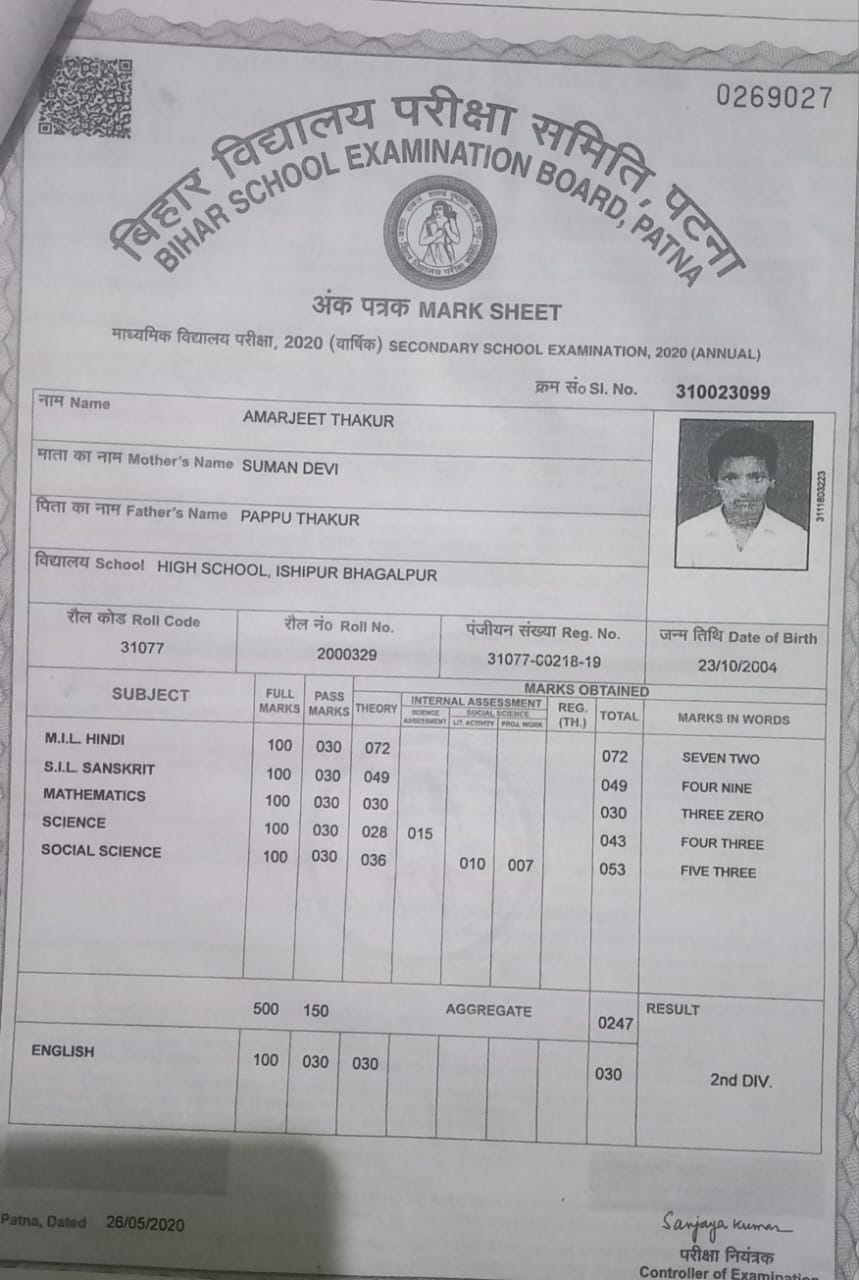 0269027
बिहार विद्यालय परीक्षा समिति, पटना
BIHAR SCHOOL EXAMINATION BOARD, PATNA
अंक पत्रक MARK SHEET
माध्यमिक विद्यालय परीक्षा, 2020 (वार्षिक) SECONDARY SCHOOL EXAMINATION, 2020 (ANNUAL)
क्रम सं० Sl. No. 310023099
नाम Name AMARJEET THAKUR
माता का नाम Mother's Name SUMAN DEVI
पिता का नाम Father's Name PAPPU THAKUR
3111803223
विद्यालय School HIGH SCHOOL, ISHIPUR BHAGALPUR
रौल कोड Roll Code रौल नं० Roll No. पंजीयन संख्या Reg. No. जन्म तिथि Date of Birth
31077 2000329 31077-00218-19 23/10/2004
SUBJECT FULL MARKS PASS MARKS MARKS OBTAINED
THEORY INTERNAL ASSESSMENT REG. (TH.) TOTAL MARKS IN WORDS
SCIENCE ASSESSMENT SOCIAL SCIENCE LIT. ACTIVITY PROJ. WORK
M.I.L. HINDI 100 030 072 072 SEVEN TWO
S.I.L. SANSKRIT 100 030 049 049 FOUR NINE
MATHEMATICS 100 030 030 030 THREE ZERO
SCIENCE 100 030 028 015 043 FOUR THREE
SOCIAL SCIENCE 100 030 036 010 007 053 FIVE THREE
500 150 AGGREGATE 0247 RESULT
ENGLISH 100 030 030 030 2nd DIV.
Patna, Dated 26/05/2020
Sanjaya Kumar
परीक्षा नियंत्रक
Controller of Examination